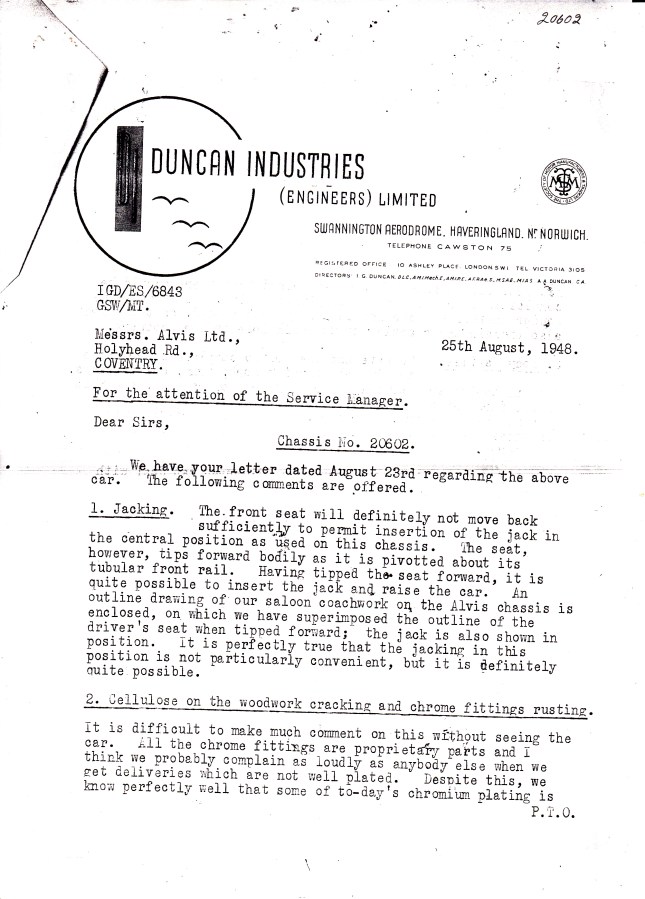 20602
DUNCAN INDUSTRIES
(ENGINEERS) LIMITED
SWANNINGTON AERODROME, HAVERINGLAND. Nr NORWICH.
TELEPHONE CAWSTON 75
REGISTERED OFFICE 10 ASHLEY PLACE. LONDON. SW1 TEL VICTORIA 3105
DIRECTORS I. G. DUNCAN, D.L.C., A.M.I.Mech.E., A.M.I.P.E., A.F.R.Ae.S., M.S.A.E., M.I.A.S. A. A. DUNCAN. C.A.
IGD/ES/6843
GSW/MT.
Messrs. Alvis Ltd.,
Holyhead Rd.,
COVENTRY.
25th August, 1948.
For the attention of the Service Manager.
Dear Sirs,
Chassis No. 20602.
We have your letter dated August 23rd regarding the above
car. The following comments are offered.
1. Jacking. The front seat will definitely not move back
sufficiently to permit insertion of the jack in
the central position as used on this chassis. The seat,
however, tips forward bodily as it is pivotted about its
tubular front rail. Having tipped the seat forward, it is
quite possible to insert the jack and raise the car. An
outline drawing of our saloon coachwork on the Alvis chassis is
enclosed, on which we have superimposed the outline of the
driver's seat when tipped forward; the jack is also shown in
position. It is perfectly true that the jacking in this
position is not particularly convenient, but it is definitely
quite possible.
2. Cellulose on the woodwork cracking and chrome fittings rusting.
It is difficult to make much comment on this without seeing the
car. All the chrome fittings are proprietary parts and I
think we probably complain as loudly as anybody else when we
get deliveries which are not well plated. Despite this, we
know perfectly well that some of to-day's chromium plating is
P.T.O.